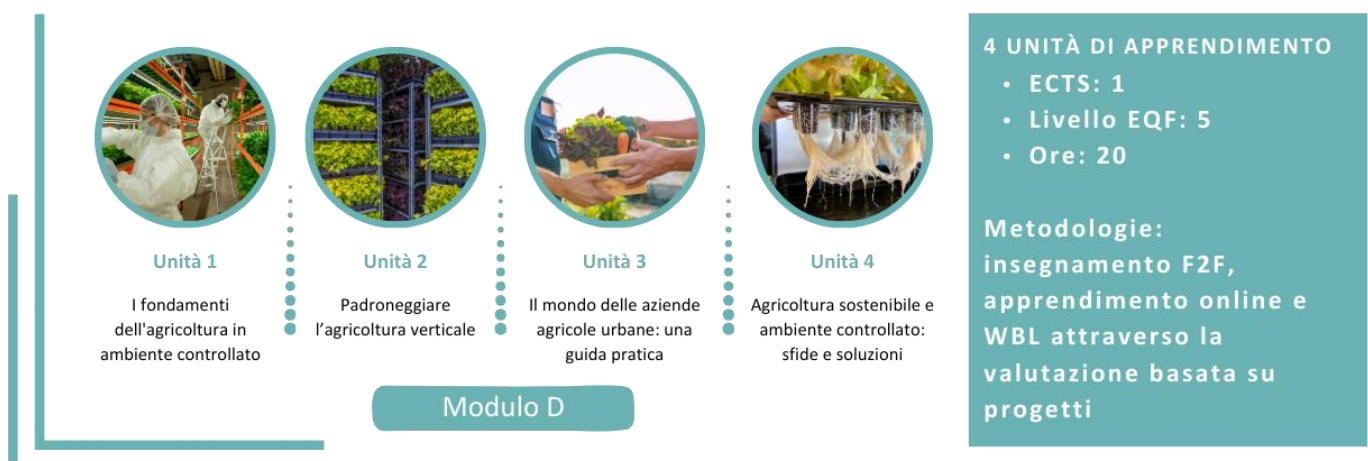 Unità 1
I fondamenti
dell'agricoltura in
ambiente controllato
Unità 2
Padroneggiare
l’agricoltura verticale
Unità 3
Il mondo delle aziende
agricole urbane: una
guida pratica
Unità 4
Agricoltura sostenibile e
ambiente controllato:
sfide e soluzioni
Modulo D
4 UNITÀ DI APPRENDIMENTO
• ECTS: 1
• Livello EQF: 5
• Ore: 20
Metodologie:
insegnamento F2F,
apprendimento online e
WBL attraverso la
valutazione basata su
progetti